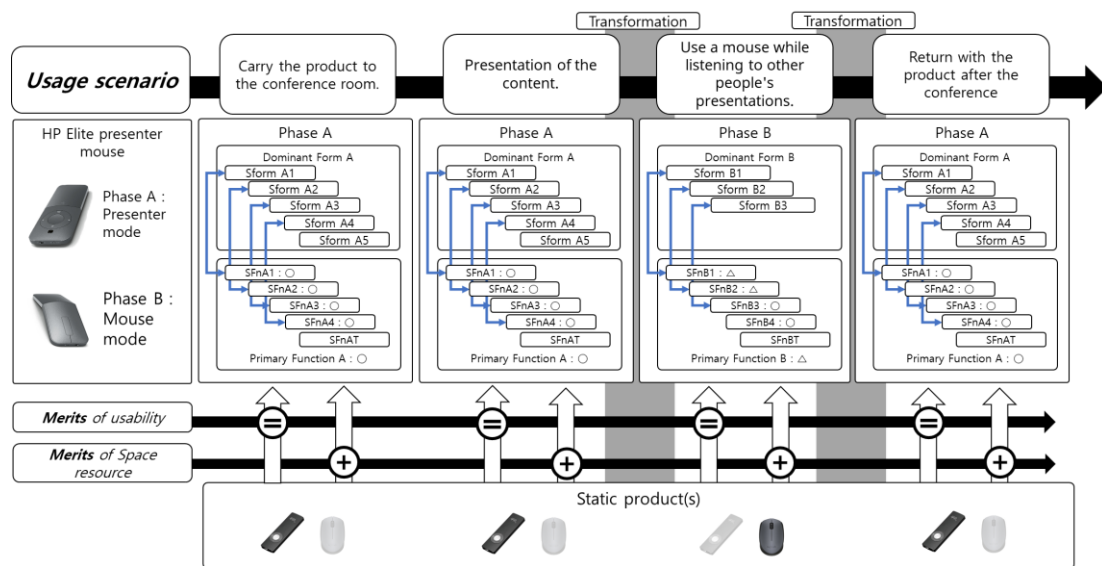 Transformation
Transformation
Usage scenario
Carry the product to
the conference room.
Presentation of the
content.
Use a mouse while
listening to other
people's
presentations.
Return with the
product after the
conference
HP Elite presenter
mouse
Phase A :
Presenter
mode
Phase B :
Mouse
mode
Phase A
Dominant Form A
Sform A1
Sform A2
Sform A3
Sform A4
Sform A5
SFnA1 : ○
SFnA2 : ○
SFnA3 : ○
SFnA4 : ○
SFnAT
Primary Function A : ○
Phase A
Dominant Form A
Sform A1
Sform A2
Sform A3
Sform A4
Sform A5
SFnA1 : ○
SFnA2 : ○
SFnA3 : ○
SFnA4 : ○
SFnAT
Primary Function A : ○
Phase B
Dominant Form B
Sform B1
Sform B2
Sform B3
SFnB1 : △
SFnB2 : △
SFnB3 : ○
SFnB4 : ○
SFnBT
Primary Function B : △
Phase A
Dominant Form A
Sform A1
Sform A2
Sform A3
Sform A4
Sform A5
SFnA1 : ○
SFnA2 : ○
SFnA3 : ○
SFnA4 : ○
SFnAT
Primary Function A : ○
Merits of usability
= = = =
Merits of Space
resource
+ + + +
Static product(s)